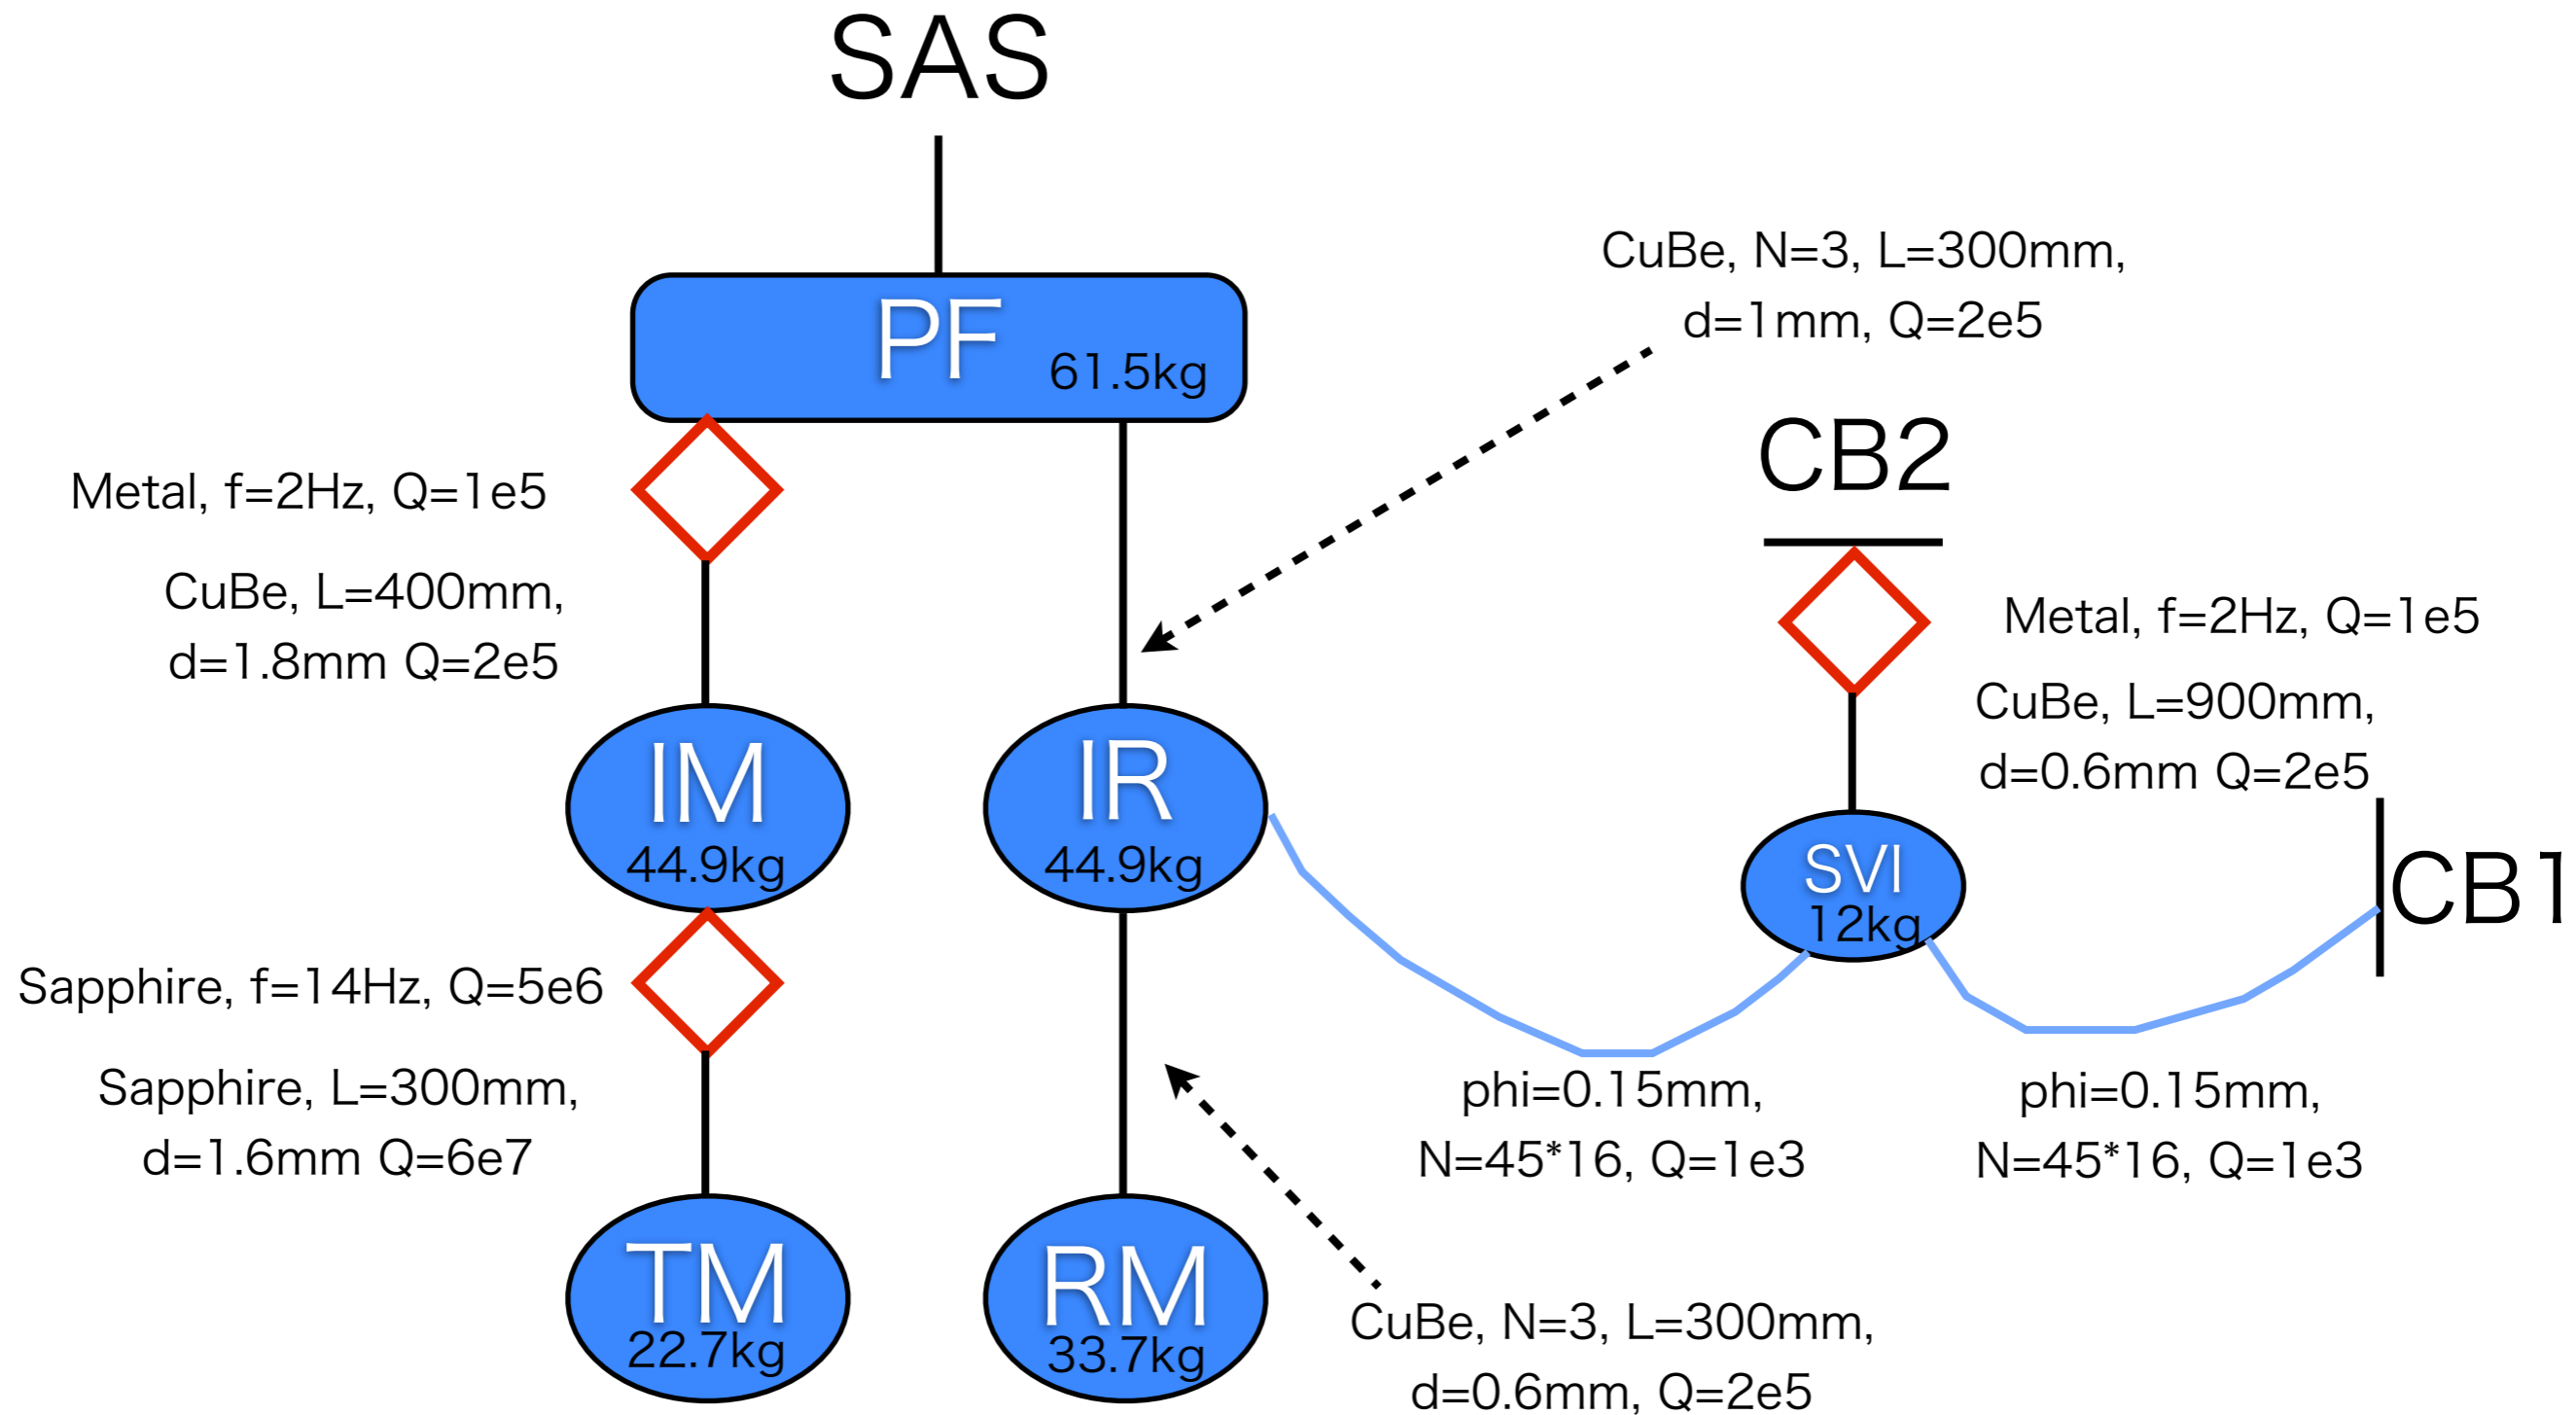 SAS
PF
61.5kg
CuBe, N=3, L=300mm,
d=1mm, Q=2e5
CB2
Metal, f=2Hz, Q=1e5
CuBe, L=400mm,
d=1.8mm Q=2e5
Metal, f=2Hz, Q=1e5
CuBe, L=900mm,
d=0.6mm Q=2e5
IM
44.9kg
IR
44.9kg
SVI
12kg
CB1
Sapphire, f=14Hz, Q=5e6
Sapphire, L=300mm,
d=1.6mm Q=6e7
phi=0.15mm,
N=45*16, Q=1e3
phi=0.15mm,
N=45*16, Q=1e3
TM
22.7kg
RM
33.7kg
CuBe, N=3, L=300mm,
d=0.6mm, Q=2e5